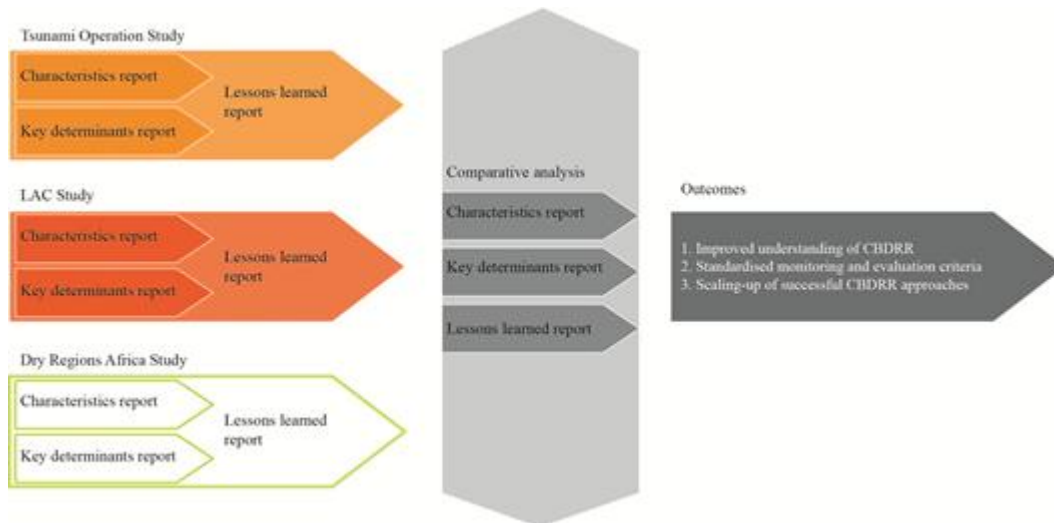 Tsunami Operation Study
Characteristics report
Key determinants report
Lessons learned
report
LAC Study
Characteristics report
Key determinants report
Lessons learned
report
Dry Regions Africa Study
Characteristics report
Key determinants report
Lessons learned
report
Comparative analysis
Characteristics report
Key determinants report
Lessons learned report
Outcomes
1. Improved understanding of CBDRR
2. Standardised monitoring and evaluation criteria
3. Scaling-up of successful CBDRR approaches